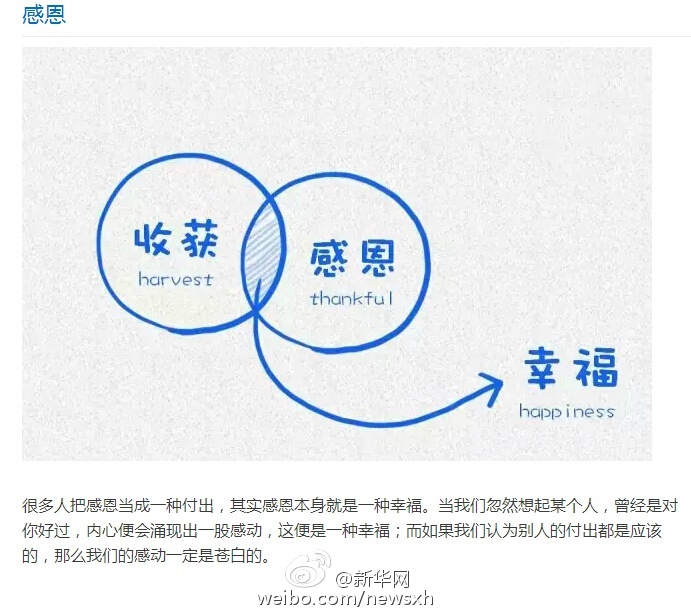 感恩
收获
harvest
感恩
thankful
幸福
happiness
很多人把感恩当成一种付出，其实感恩本身就是一种幸福。当我们忽然想起某个人，曾经是对
你好过，内心便会涌现出一股感动，这便是一种幸福；而如果我们认为别人的付出都是应该
的，那么我们的感动一定是苍白的。
@新华网
weibo.com/newsxh